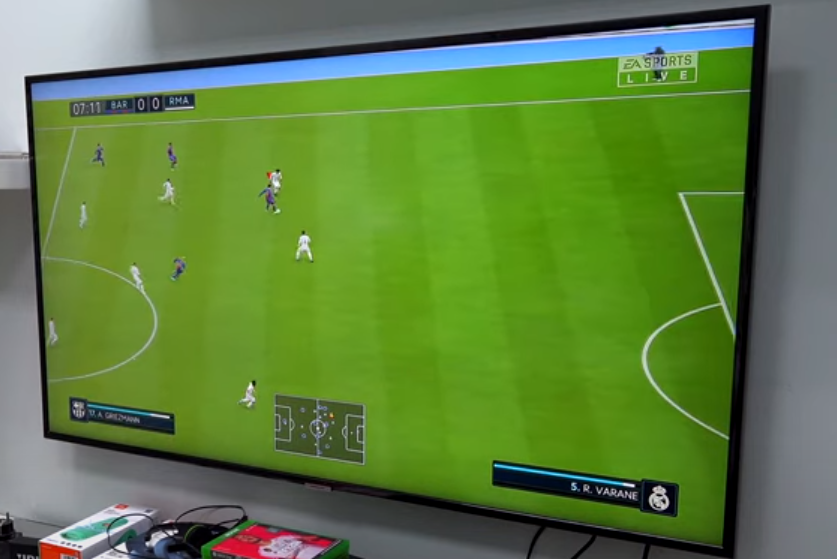 EA SPORTS
LIVE
07:11 BAR 0 0 RMA
17. A. GRIEZMANN
5. R. VARANE